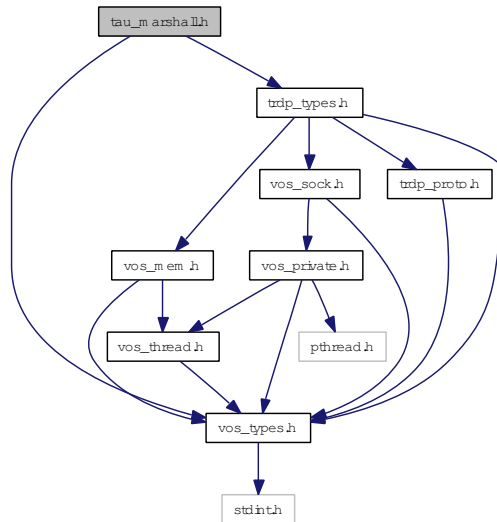 tau_marshall.h
trdp_types.h
vos_sock.h
trdp_proto.h
vos_mem.h
vos_private.h
vos_thread.h
pthread.h
vos_types.h
stdint.h